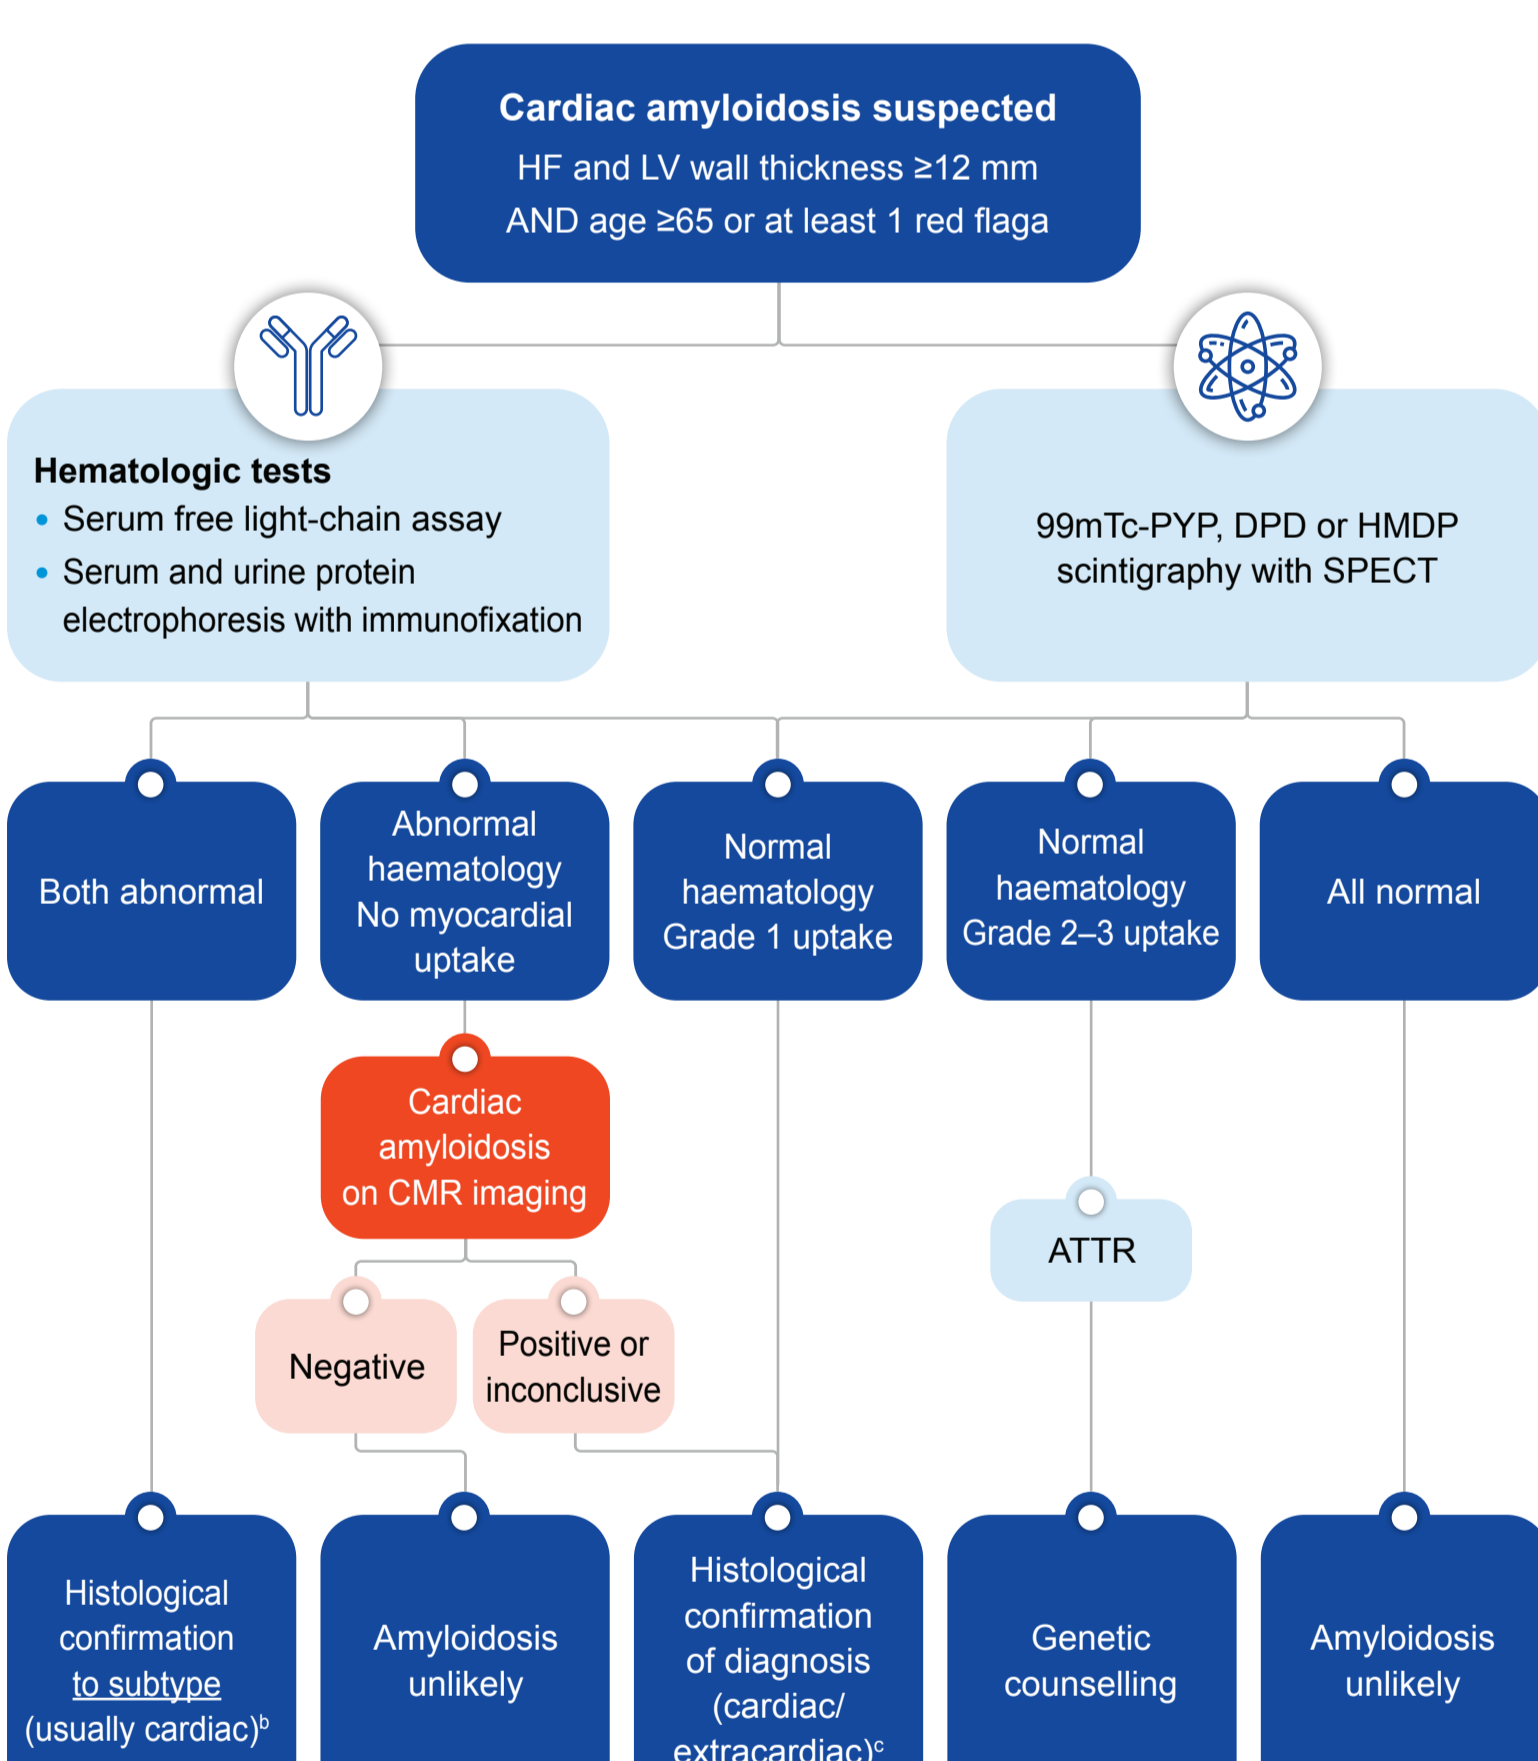 Cardiac amyloidosis suspected
HF and LV wall thickness ≥12 mm
AND age ≥65 or at least 1 red flaga
Hematologic tests
• Serum free light-chain assay
• Serum and urine protein
electrophoresis with immunofixation
99mTc-PYP, DPD or HMDP
scintigraphy with SPECT
Both abnormal
Abnormal
haematology
No myocardial
uptake
Normal
haematology
Grade 1 uptake
Normal
haematology
Grade 2–3 uptake
All normal
Cardiac
amyloidosis
on CMR imaging
ATTR
Negative
Positive or
inconclusive
Histological
confirmation
to subtype
(usually cardiac)ᵇ
Amyloidosis
unlikely
Histological
confirmation
of diagnosis
(cardiac/
extracardiac)ᶜ
Genetic
counselling
Amyloidosis
unlikely